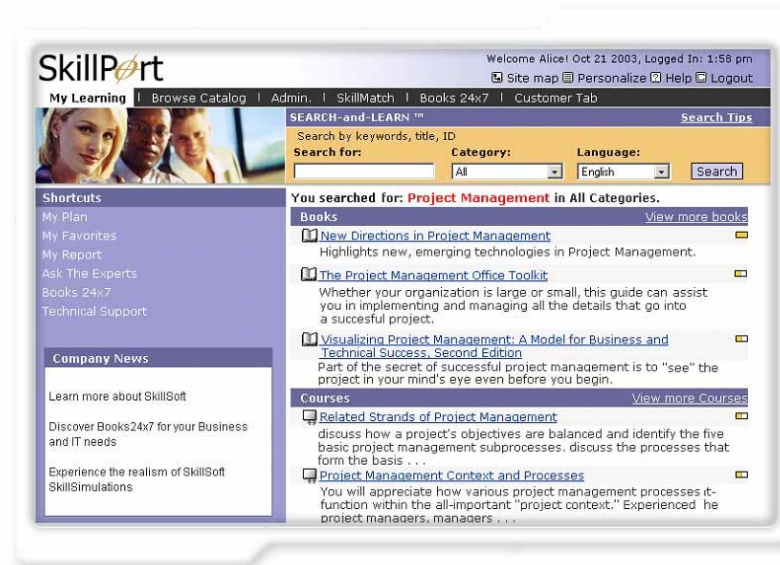 SkillPort
Welcome Alice! Oct 21 2003, Logged In: 1:58 pm
Site map Personalize Help Logout
My Learning | Browse Catalog | Admin. | SkillMatch | Books 24x7 | Customer Tab
SEARCH-and-LEARN ™ Search Tips
Search by keywords, title, ID
Search for: Category: Language:
All English Search
Shortcuts
My Plan
My Favorites
My Report
Ask The Experts
Books 24x7
Technical Support
Company News
Learn more about SkillSoft
Discover Books24x7 for your Business
and IT needs
Experience the realism of SkillSoft
SkillSimulations
You searched for: Project Management in All Categories.
Books View more books
New Directions in Project Management
Highlights new, emerging technologies in Project Management.
The Project Management Office Toolkit
Whether your organization is large or small, this guide can assist
you in implementing and managing all the details that go into
a succesful project.
Visualizing Project Management: A Model for Business and
Technical Success, Second Edition
Part of the secret of successful project management is to "see" the
project in your mind's eye even before you begin.
Courses View more Courses
Related Strands of Project Management
discuss how a project's objectives are balanced and identify the five
basic project management subprocesses. discuss the processes that
form the basis . . .
Project Management Context and Processes
You will appreciate how various project management processes it-
function within the all-important "project context." Experienced he
project managers, managers . . .